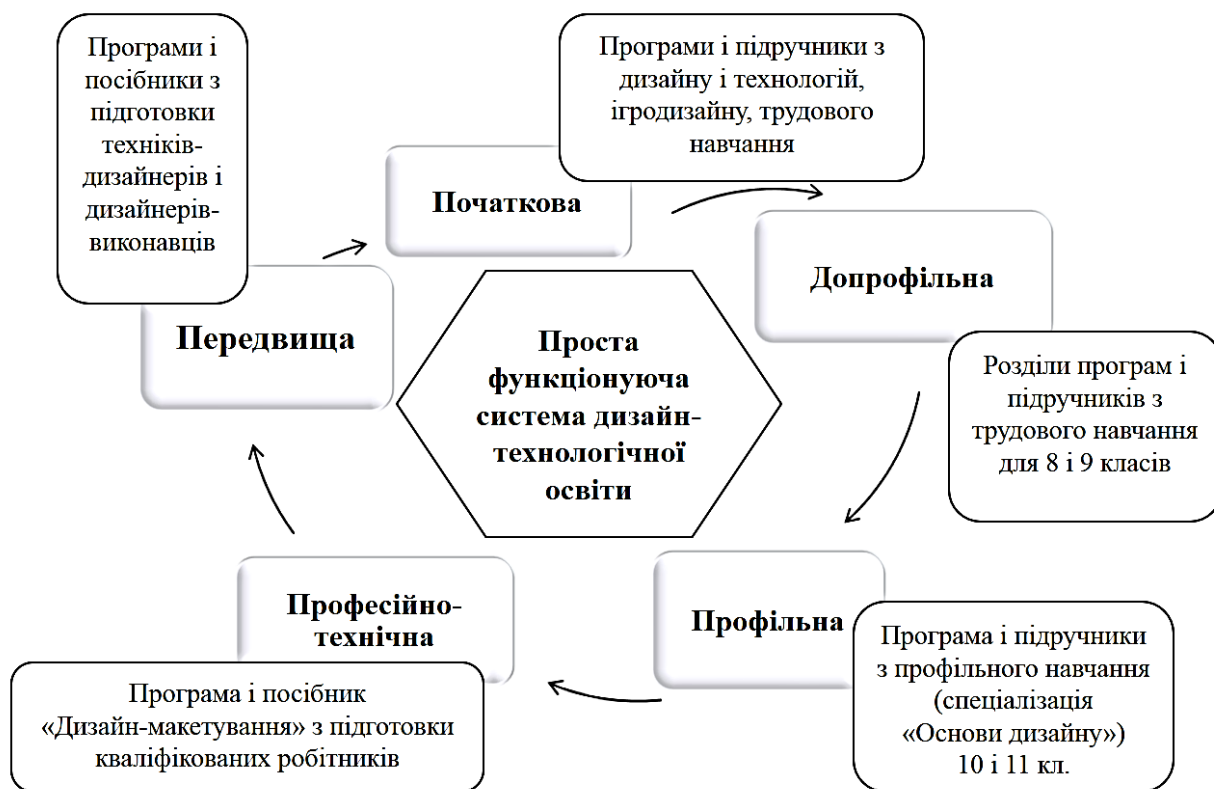 Програми і
посібники з
підготовки
техніків-
дизайнерів і
дизайнерів-
виконавців
Передвища
Програми і підручники з
дизайну і технологій,
ігродизайну, трудового
навчання
Початкова
Допрофільна
Розділи програм і
підручників з
трудового навчання
для 8 і 9 класів
Проста
функціонуюча
система дизайн-
технологічної
освіти
Профільна
Програма і підручники
з профільного навчання
(спеціалізація
«Основи дизайну»)
10 і 11 кл.
Професійно-
технічна
Програма і посібник
«Дизайн-макетування» з підготовки
кваліфікованих робітників